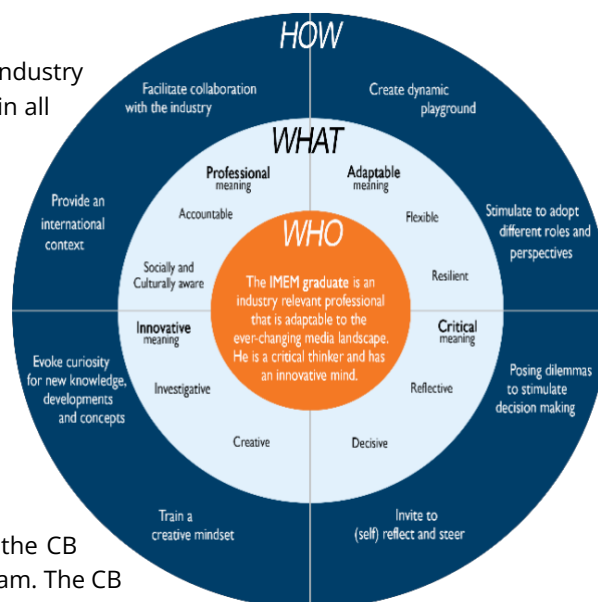 ndustry
in all
HOW
Facilitate collaboration
with the industry
Create dynamic
playground
Provide an
international
context
Stimulate to adopt
different roles and
perspectives
Evoke curiosity
for new knowledge,
developments
and concepts
Posing dilemmas
to stimulate
decision making
Train a
creative mindset
Invite to
(self) reflect and steer
WHAT
Professional
meaning
Accountable
Socially and
Culturally aware
Adaptable
meaning
Flexible
Resilient
Innovative
meaning
Investigative
Creative
Critical
meaning
Reflective
Decisive
WHO
The IMEM graduate is an
industry relevant professional
that is adaptable to the
ever-changing media landscape.
He is a critical thinker and has
an innovative mind.
the CB
am. The CB